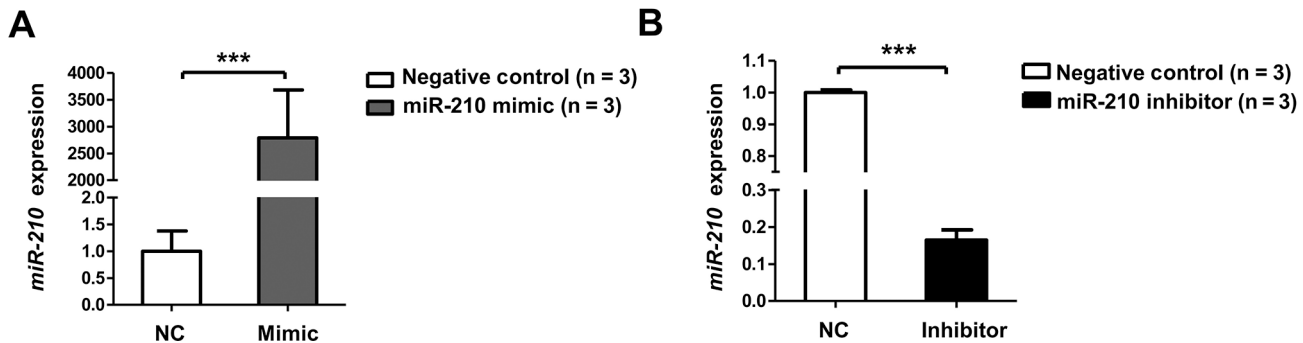 A
miR-210 expression
4000
3500
3000
2500
2000
2.0
1.5
1.0
0.5
0.0
***
NC
Mimic
Negative control (n = 3)
miR-210 mimic (n = 3)
B
miR-210 expression
1.1
1.0
0.9
0.8
0.3
0.2
0.1
0.0
***
NC
Inhibitor
Negative control (n = 3)
miR-210 inhibitor (n = 3)